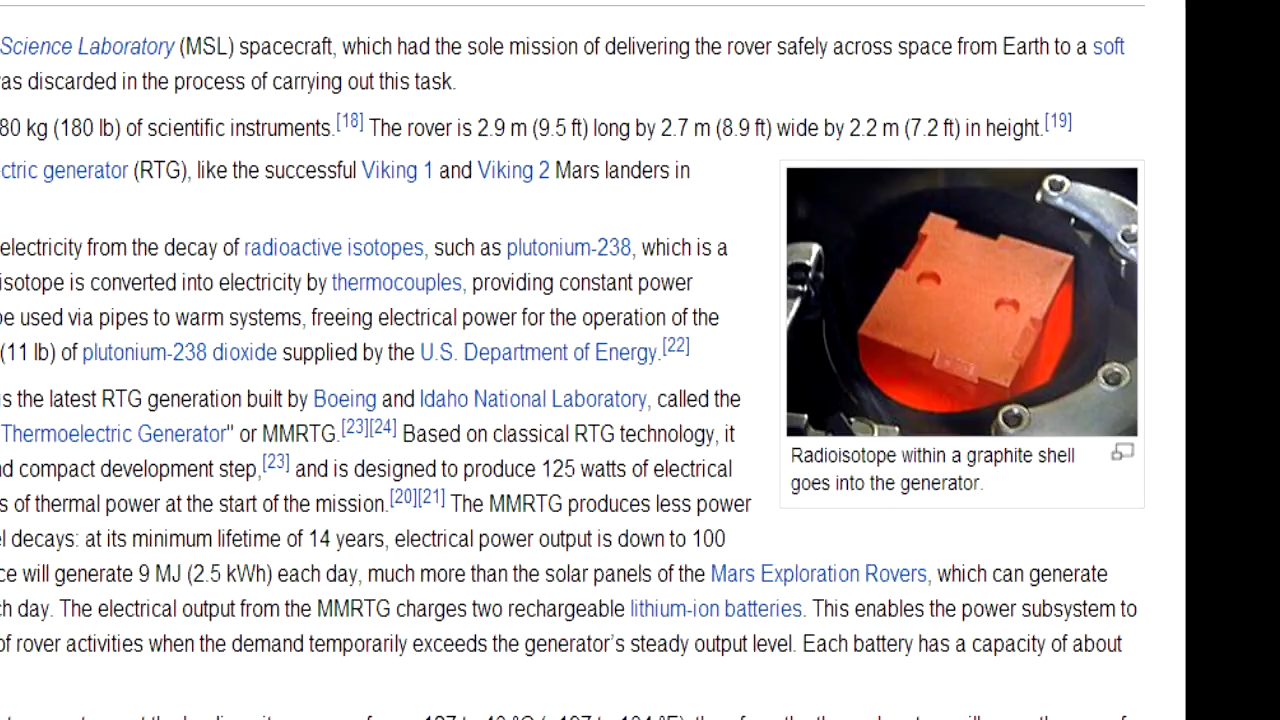 Science Laboratory (MSL) spacecraft, which had the sole mission of delivering the rover safely across space from Earth to a soft
was discarded in the process of carrying out this task.
80 kg (180 lb) of scientific instruments.[18] The rover is 2.9 m (9.5 ft) long by 2.7 m (8.9 ft) wide by 2.2 m (7.2 ft) in height.[19]
ctric generator (RTG), like the successful Viking 1 and Viking 2 Mars landers in
electricity from the decay of radioactive isotopes, such as plutonium-238, which is a
isotope is converted into electricity by thermocouples, providing constant power
be used via pipes to warm systems, freeing electrical power for the operation of the
(11 lb) of plutonium-238 dioxide supplied by the U.S. Department of Energy.[22]
is the latest RTG generation built by Boeing and Idaho National Laboratory, called the
Thermoelectric Generator" or MMRTG.[23][24] Based on classical RTG technology, it
nd compact development step,[23] and is designed to produce 125 watts of electrical
s of thermal power at the start of the mission.[20][21] The MMRTG produces less power
l decays: at its minimum lifetime of 14 years, electrical power output is down to 100
ce will generate 9 MJ (2.5 kWh) each day, much more than the solar panels of the Mars Exploration Rovers, which can generate
ch day. The electrical output from the MMRTG charges two rechargeable lithium-ion batteries. This enables the power subsystem to
of rover activities when the demand temporarily exceeds the generator's steady output level. Each battery has a capacity of about
Radioisotope within a graphite shell
goes into the generator.